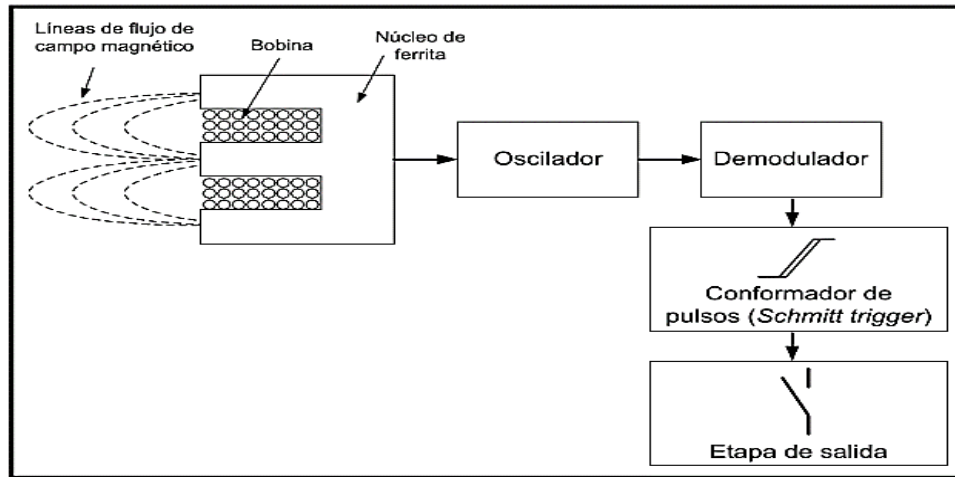 Líneas de flujo de
campo magnético
Bobina
Núcleo de
ferrita
Oscilador
Demodulador
Conformador de
pulsos (Schmitt trigger)
Etapa de salida